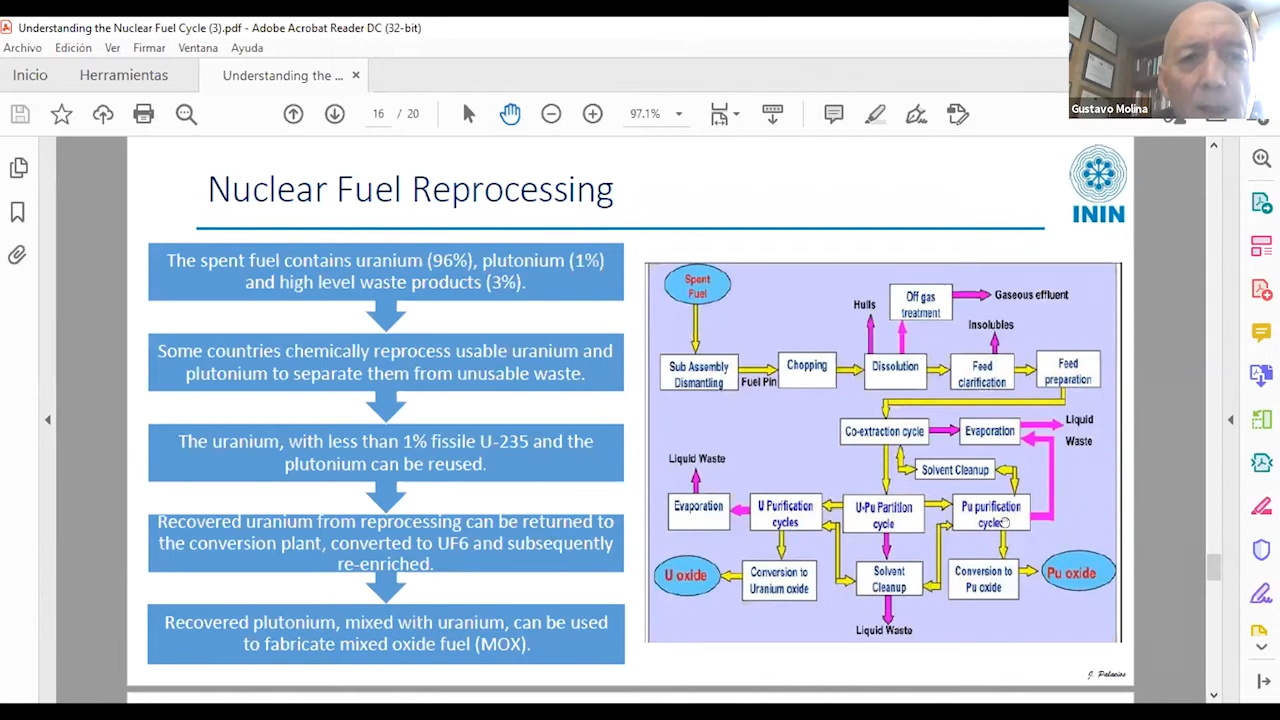 Understanding the Nuclear Fuel Cycle (3).pdf - Adobe Acrobat Reader DC (32-bit)
Archivo Edición Ver Firmar Ventana Ayuda
Inicio Herramientas Understanding the ... ×
16 / 20 97.1%
Gustavo Molina
Nuclear Fuel Reprocessing
ININ
The spent fuel contains uranium (96%), plutonium (1%)
and high level waste products (3%).
Some countries chemically reprocess usable uranium and
plutonium to separate them from unusable waste.
The uranium, with less than 1% fissile U-235 and the
plutonium can be reused.
Recovered uranium from reprocessing can be returned to
the conversion plant, converted to UF6 and subsequently
re-enriched.
Recovered plutonium, mixed with uranium, can be used
to fabricate mixed oxide fuel (MOX).
Spent
Fuel
Hulls
Off gas
treatment
Gaseous effluent
Insolubles
Sub Assembly
Dismantling
Fuel Pin
Chopping
Dissolution
Feed
clarification
Feed
preparation
Co-extraction cycle
Evaporation
Liquid
Waste
Solvent Cleanup
Liquid Waste
Evaporation
U Purification
cycles
U-Pu Partition
cycle
Pu purification
cycles
U oxide
Conversion to
Uranium oxide
Solvent
Cleanup
Conversion to
Pu oxide
Pu oxide
Liquid Waste
J. Palacios